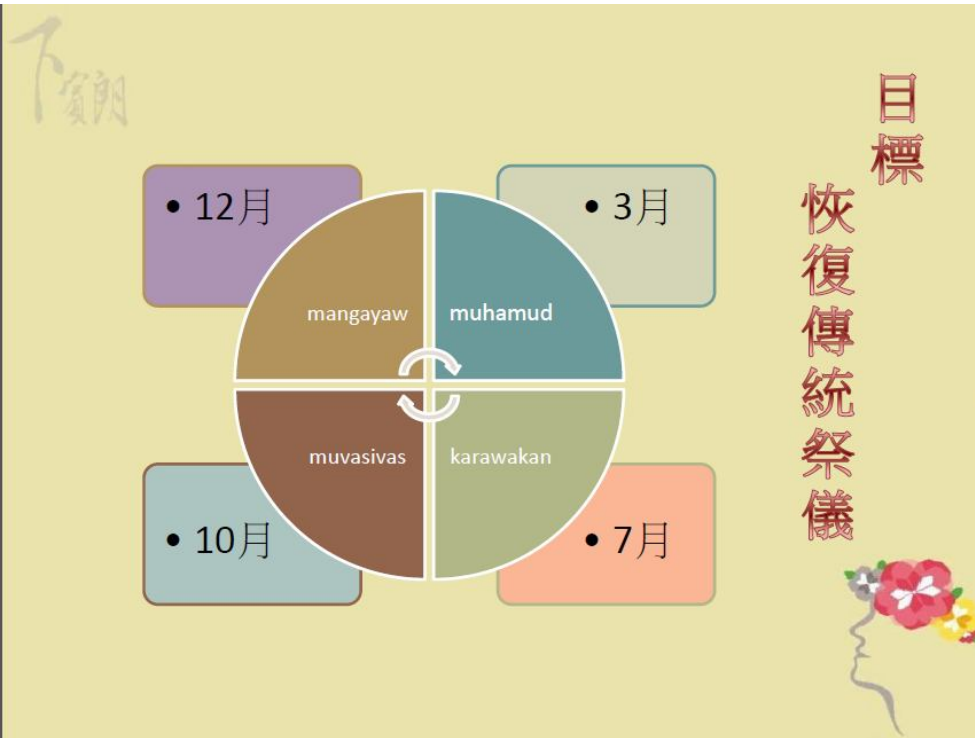 下賓朗
目標
恢復傳統祭儀
• 12月
• 3月
mangayaw
muhamud
muvasivas
karawakan
• 10月
• 7月